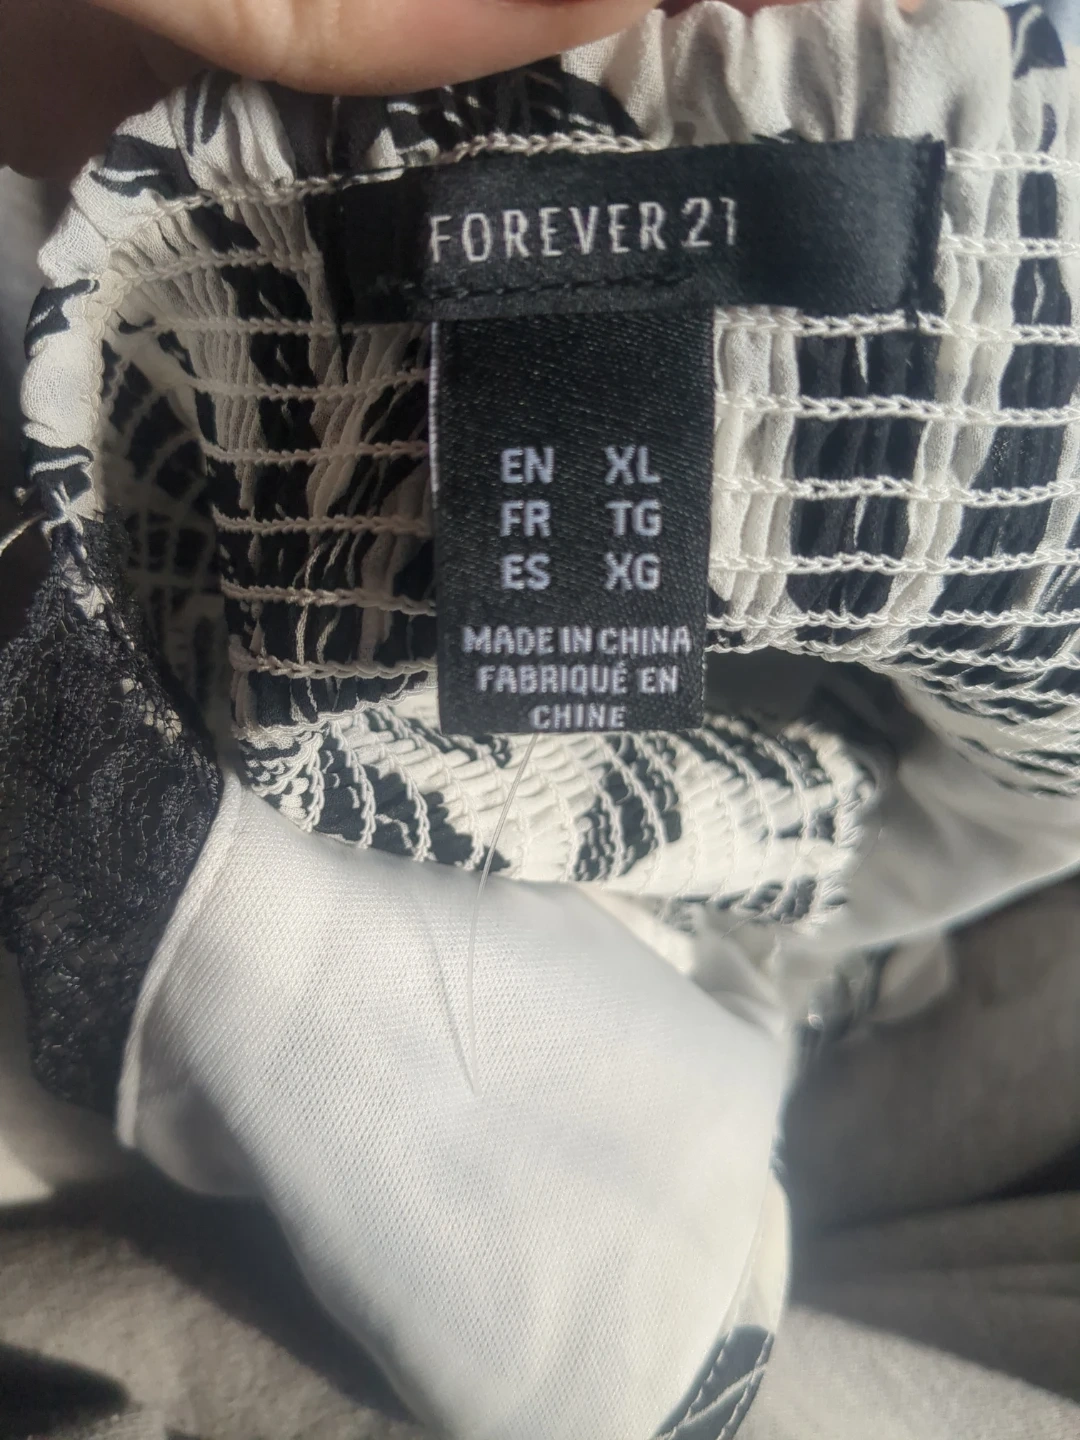 FOREVER 21
EN XL
FR TG
ES XG
MADE IN CHINA
FABRIQUÉ EN
CHINE